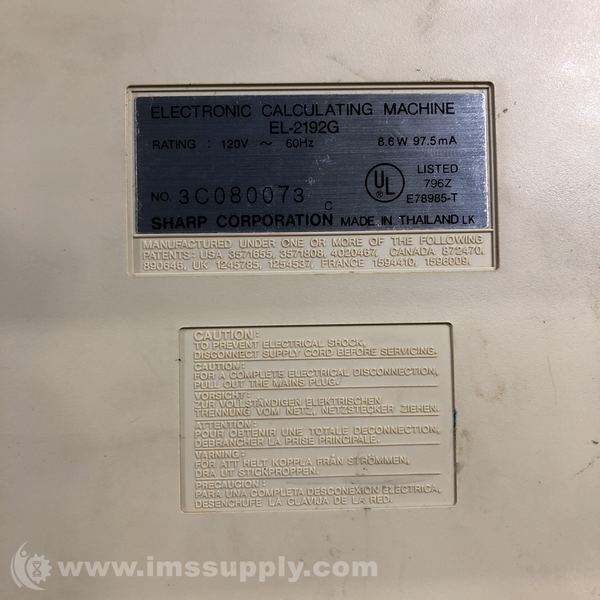 ELECTRONIC CALCULATING MACHINE
EL-2192G
RATING : 120V ~ 60Hz 8.6W 97.5mA
UL LISTED
796Z
E78985-T
NO. 3C080073 C
SHARP CORPORATION MADE IN THAILAND LK
MANUFACTURED UNDER ONE OR MORE OF THE FOLLOWING
PATENTS: USA 3571655, 3571808, 4020467, CANADA 872470,
890646, UK 1245785, 1254537, FRANCE 1594410, 1596009,
CAUTION:
TO PREVENT ELECTRICAL SHOCK,
DISCONNECT SUPPLY CORD BEFORE SERVICING.
CAUTION:
FOR A COMPLETE ELECTRICAL DISCONNECTION,
PULL OUT THE MAINS PLUG.
VORSICHT:
ZUR VOLLSTÄNDIGEN ELEKTRISCHEN
TRENNUNG VOM NETZ, NETZSTECKER ZIEHEN.
ATTENTION:
POUR OBTENIR UNE TOTALE DECONNECTION,
DEBRANCHER LA PRISE PRINCIPALE.
VARNING:
FÖR ATT HELT KOPPLA FRÅN STRÖMMEN,
DRA UT STICKPROPPEN.
PRECAUCION:
PARA UNA COMPLETA DESCONEXION ELECTRICA,
DESENCHUFE LA CLAVIJA DE LA RED.
www.imssupply.com